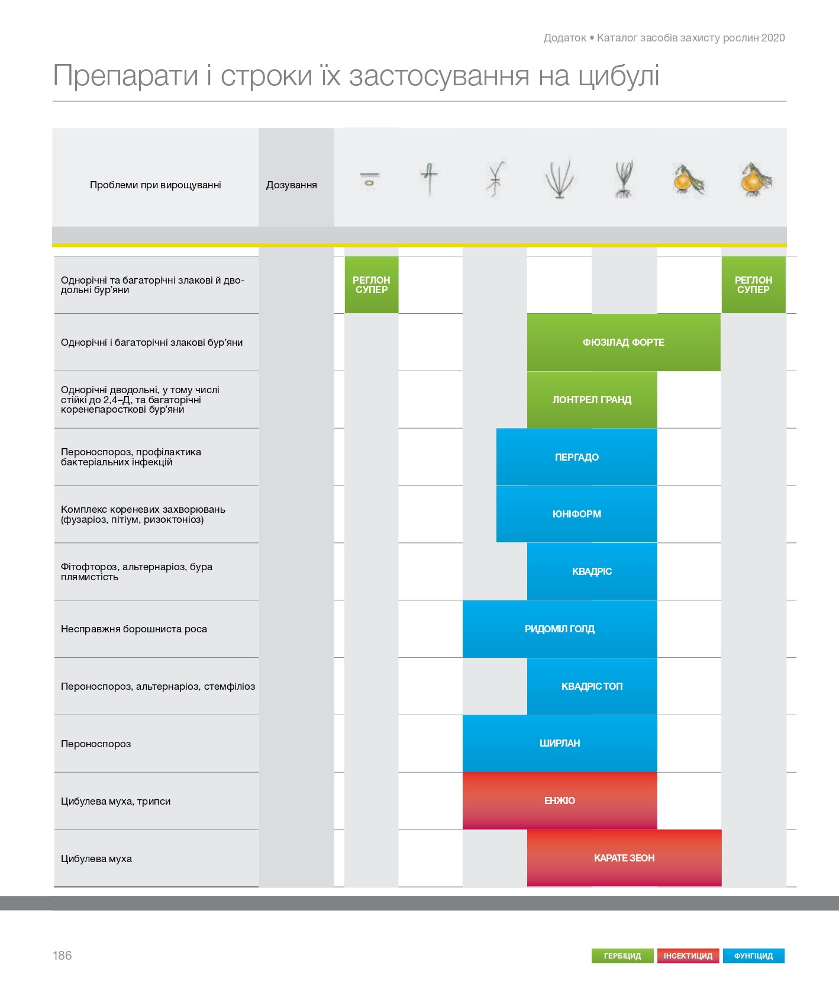 Додаток • Каталог засобів захисту рослин 2020
Препарати і строки їх застосування на цибулі
Проблеми при вирощуванні
Дозування
Однорічні та багаторічні злакові й дво-
дольні бур’яни
РЕГЛОН
СУПЕР
РЕГЛОН
СУПЕР
Однорічні і багаторічні злакові бур’яни
ФЮЗІЛАД ФОРТЕ
Однорічні дводольні, у тому числі
стійкі до 2,4–Д, та багаторічні
коренепаросткові бур’яни
ЛОНТРЕЛ ГРАНД
Пероноспороз, профілактика
бактеріальних інфекцій
ПЕРГАДО
Комплекс кореневих захворювань
(фузаріоз, пітіум, ризоктоніоз)
ЮНІФОРМ
Фітофтороз, альтернаріоз, бура
плямистість
КВАДРІС
Несправжня борошниста роса
РИДОМІЛ ГОЛД
Пероноспороз, альтернаріоз, стемфіліоз
КВАДРІС ТОП
Пероноспороз
ШИРЛАН
Цибулева муха, трипси
ЕНЖІО
Цибулева муха
КАРАТЕ ЗЕОН
186
ГЕРБІЦИД
ІНСЕКТИЦИД
ФУНГІЦИД